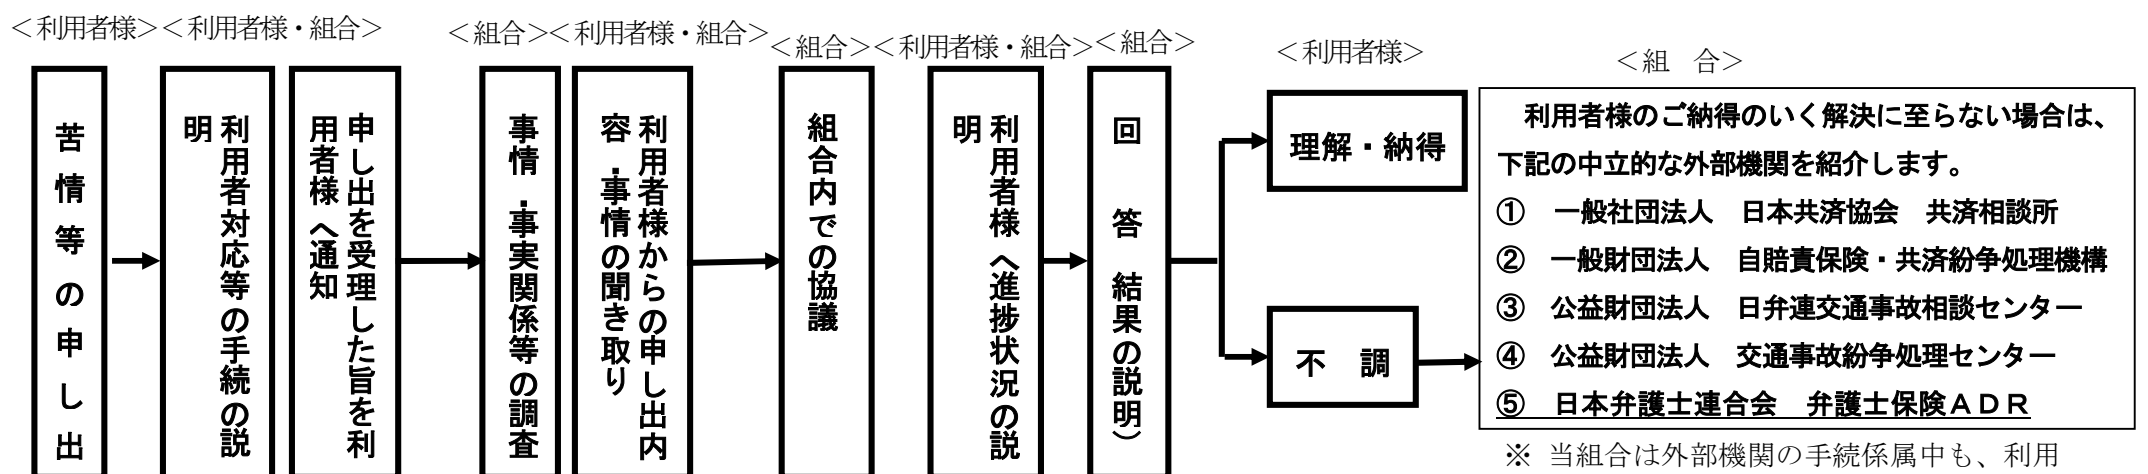 ＜利用者様＞
＜利用者様・組合＞
＜組合＞
＜利用者様・組合＞
＜組合＞
＜利用者様・組合＞
＜組合＞
＜利用者様＞
＜組　合＞
苦情等の申し出
利用者対応等の手続の説
明
申し出を受理した旨を利
用者様へ通知
事情・事実関係等の調査
利用者様からの申し出内
容・事情の聞き取り
組合内での協議
利用者様へ進捗状況の説
明
回　答　結果の説明）
理解・納得
不　調
利用者様のご納得のいく解決に至らない場合は、
下記の中立的な外部機関を紹介します。
①　一般社団法人　日本共済協会　共済相談所
②　一般財団法人　自賠責保険・共済紛争処理機構
③　公益財団法人　日弁連交通事故相談センター
④　公益財団法人　交通事故紛争処理センター
⑤　日本弁護士連合会　弁護士保険ＡＤＲ
※ 当組合は外部機関の手続係属中も、利用